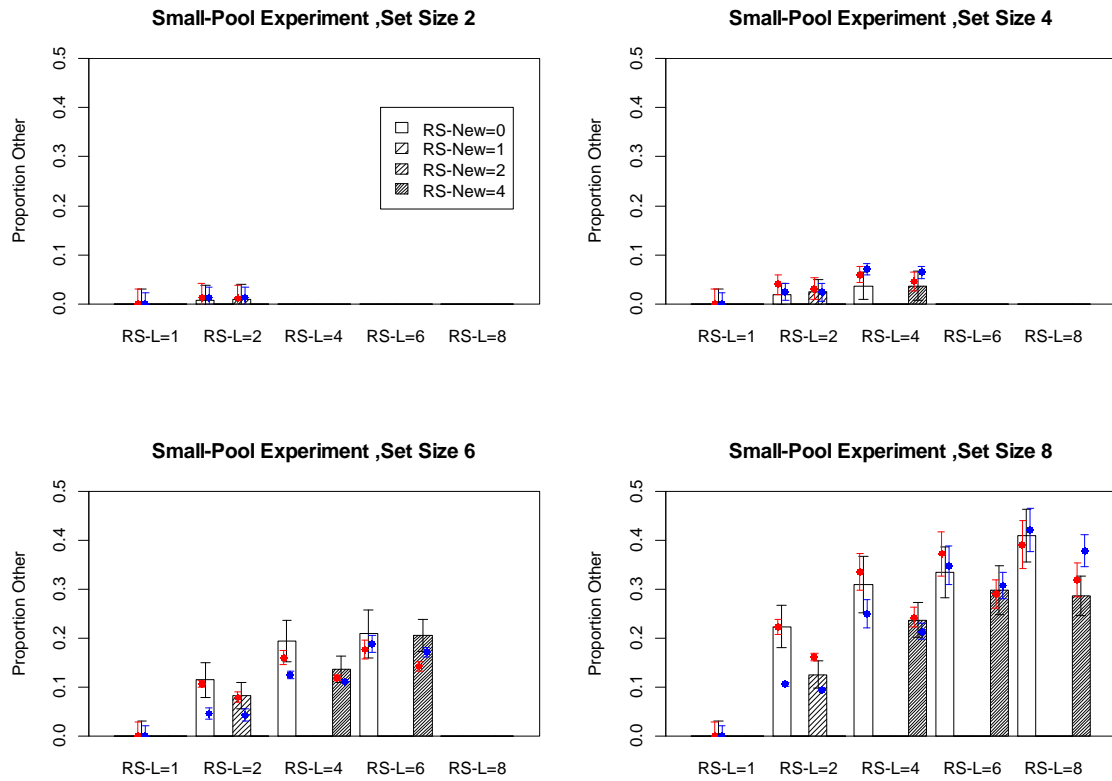 Small-Pool Experiment ,Set Size 2
Proportion Other
0.0 0.1 0.2 0.3 0.4 0.5
RS-New=0
RS-New=1
RS-New=2
RS-New=4
RS-L=1 RS-L=2 RS-L=4 RS-L=6 RS-L=8
Small-Pool Experiment ,Set Size 4
Proportion Other
0.0 0.1 0.2 0.3 0.4 0.5
RS-L=1 RS-L=2 RS-L=4 RS-L=6 RS-L=8
Small-Pool Experiment ,Set Size 6
Proportion Other
0.0 0.1 0.2 0.3 0.4 0.5
RS-L=1 RS-L=2 RS-L=4 RS-L=6 RS-L=8
Small-Pool Experiment ,Set Size 8
Proportion Other
0.0 0.1 0.2 0.3 0.4 0.5
RS-L=1 RS-L=2 RS-L=4 RS-L=6 RS-L=8